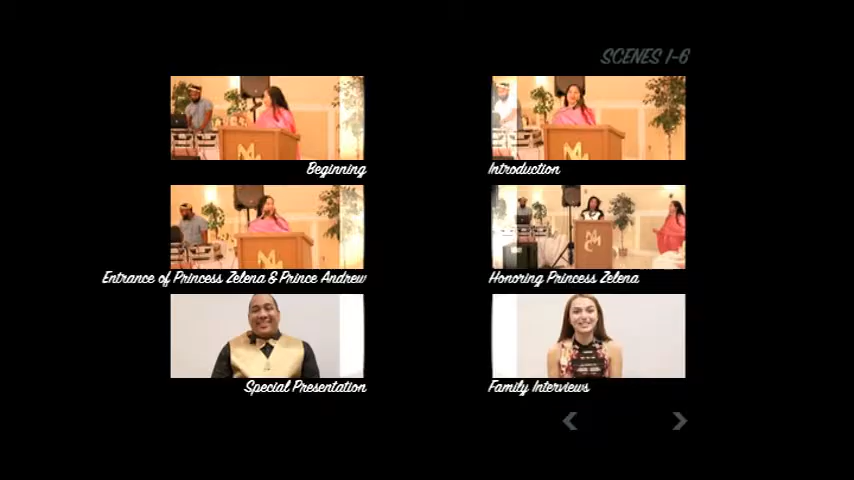 SCENES 1-6
Beginning
Introduction
Entrance of Princess Zelena & Prince Andrew
Honoring Princess Zelena
Special Presentation
Family Interviews